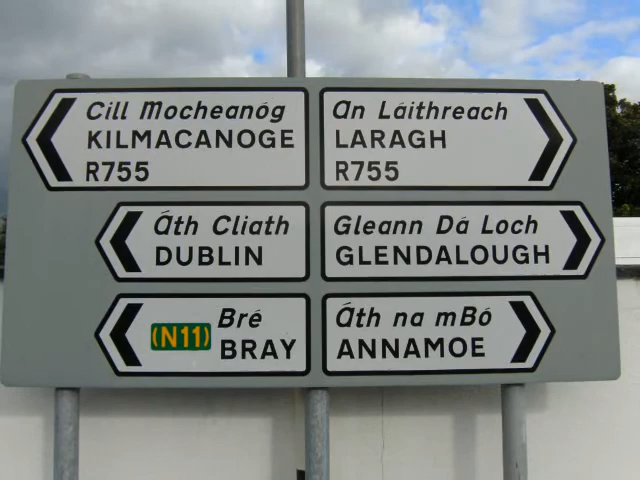 Cill Mocheanóg
KILMACANOGE
R755
An Láithreach
LARAGH
R755
Áth Cliath
DUBLIN
Gleann Dá Loch
GLENDALOUGH
(N11) Bré
BRAY
Áth na mBó
ANNAMOE